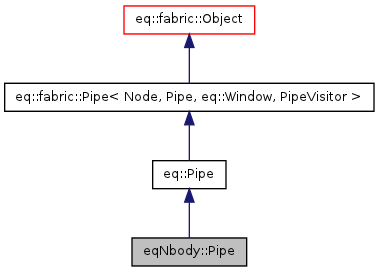 eq::fabric::Object
eq::fabric::Pipe< Node, Pipe, eq::Window, PipeVisitor >
eq::Pipe
eqNbody::Pipe